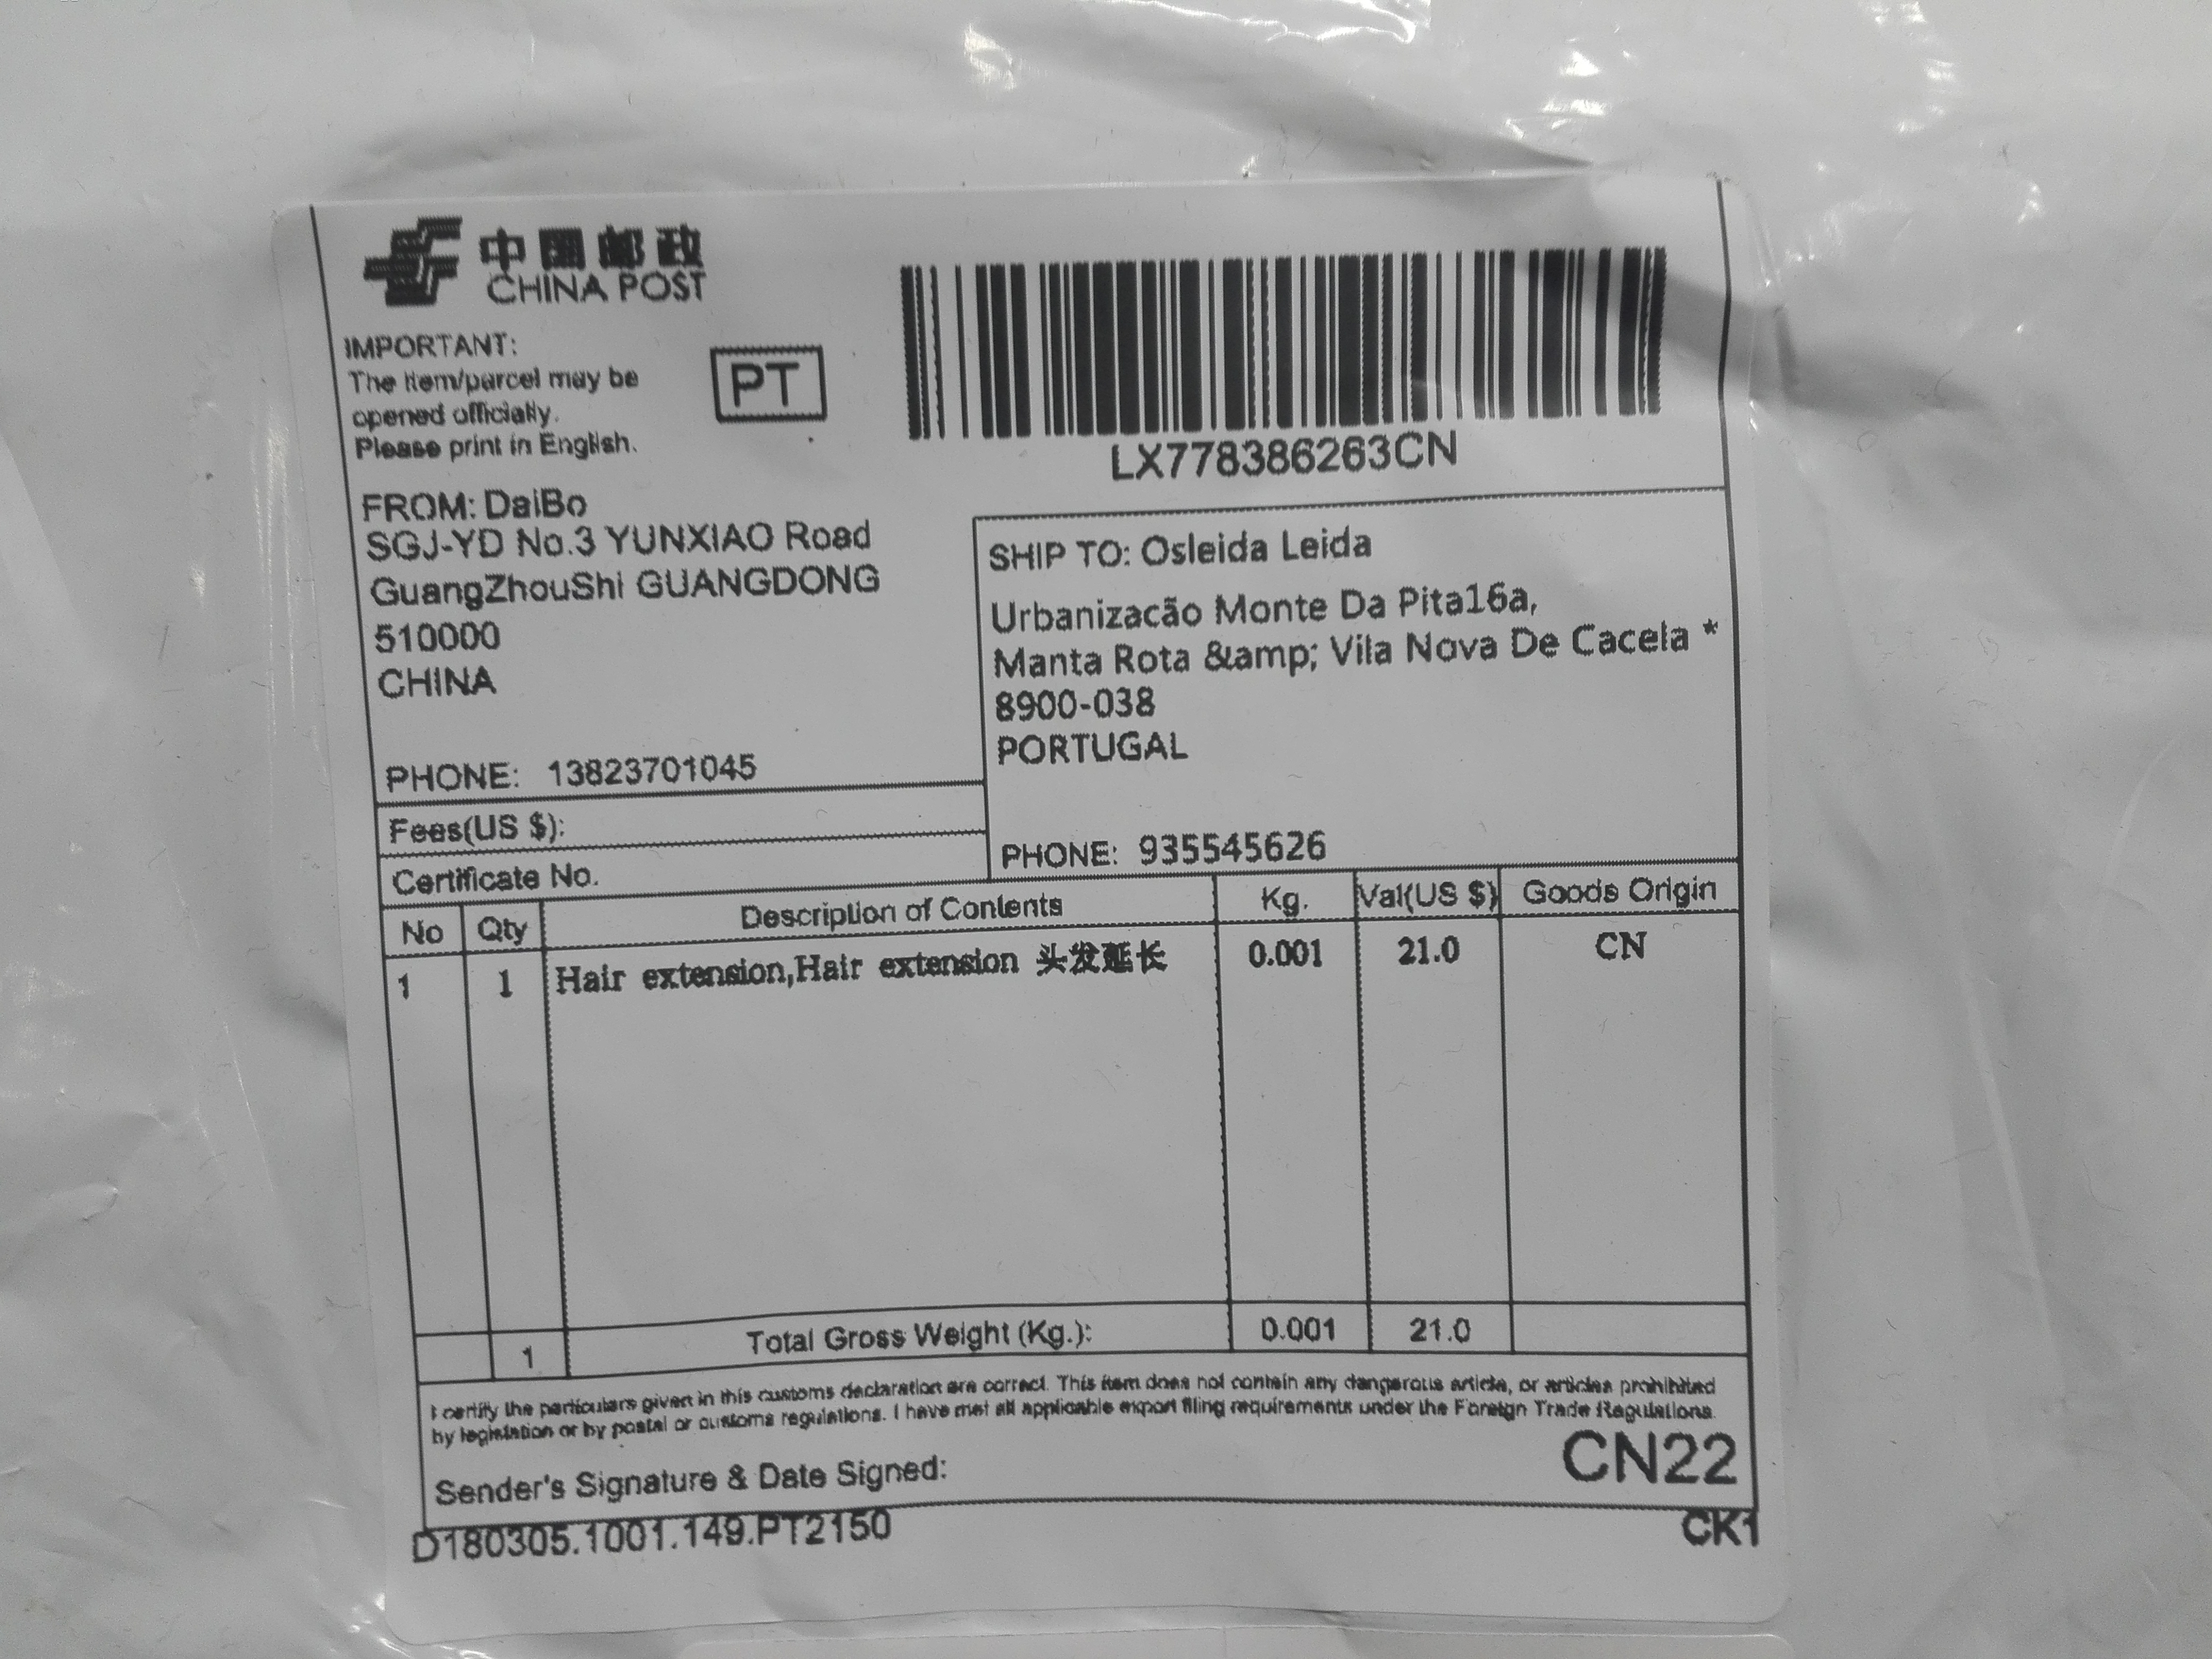 中国邮政
CHINA POST
IMPORTANT:
The item/parcel may be
opened officially.
Please print in English.
PT
LX778386263CN
FROM: DaiBo
SGJ-YD No.3 YUNXIAO Road
GuangZhouShi GUANGDONG
510000
CHINA
PHONE: 13823701045
SHIP TO: Osleida Leida
Urbanizacão Monte Da Pita16a,
Manta Rota &amp; Vila Nova De Cacela *
8900-038
PORTUGAL
PHONE: 935545626
Fees(US $):
Certificate No.
No Qty Description of Contents Kg. Val(US $) Goods Origin
1 1 Hair extension,Hair extension 头发延长 0.001 21.0 CN
1 Total Gross Weight (Kg.): 0.001 21.0
I certify the particulars given in this customs declaration are correct. This item does not contain any dangerous article, or articles prohibited
by legislation or by postal or customs regulations. I have met all applicable export filing requirements under the Foreign Trade Regulations.
Sender's Signature & Date Signed:
CN22
D180305.1001.149.PT2150
CK1